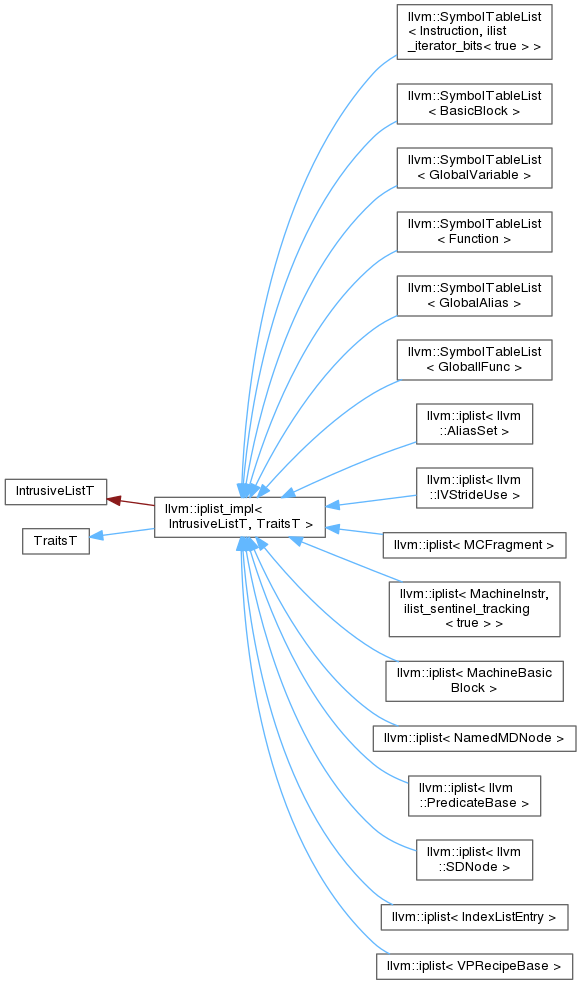 llvm::SymbolTableList
< Instruction, ilist
_iterator_bits< true > >
llvm::SymbolTableList
< BasicBlock >
llvm::SymbolTableList
< GlobalVariable >
llvm::SymbolTableList
< Function >
llvm::SymbolTableList
< GlobalAlias >
llvm::SymbolTableList
< GlobalIFunc >
llvm::iplist< llvm
::AliasSet >
llvm::iplist< llvm
::IVStrideUse >
IntrusiveListT
llvm::iplist_impl<
IntrusiveListT, TraitsT >
TraitsT
llvm::iplist< MCFragment >
llvm::iplist< MachineInstr,
ilist_sentinel_tracking
< true > >
llvm::iplist< MachineBasic
Block >
llvm::iplist< NamedMDNode >
llvm::iplist< llvm
::PredicateBase >
llvm::iplist< llvm
::SDNode >
llvm::iplist< IndexListEntry >
llvm::iplist< VPRecipeBase >